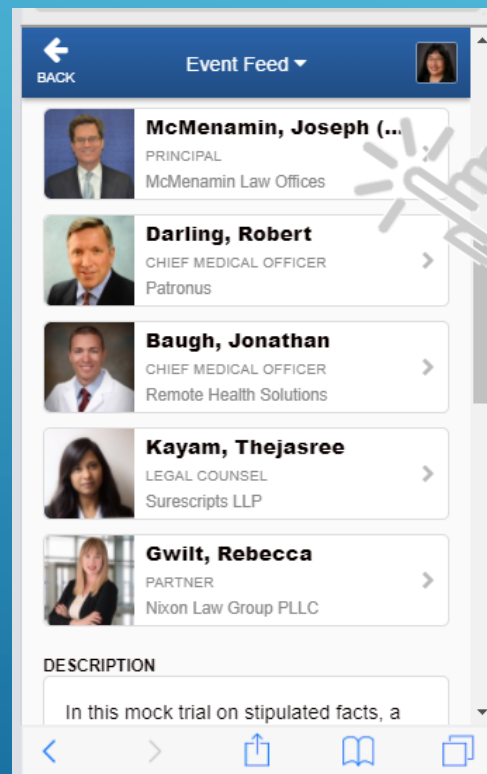 BACK
Event Feed
McMenamin, Joseph (...
PRINCIPAL
McMenamin Law Offices
Darling, Robert
CHIEF MEDICAL OFFICER
Patronus
Baugh, Jonathan
CHIEF MEDICAL OFFICER
Remote Health Solutions
Kayam, Thejasree
LEGAL COUNSEL
Surescripts LLP
Gwilt, Rebecca
PARTNER
Nixon Law Group PLLC
DESCRIPTION
In this mock trial on stipulated facts, a